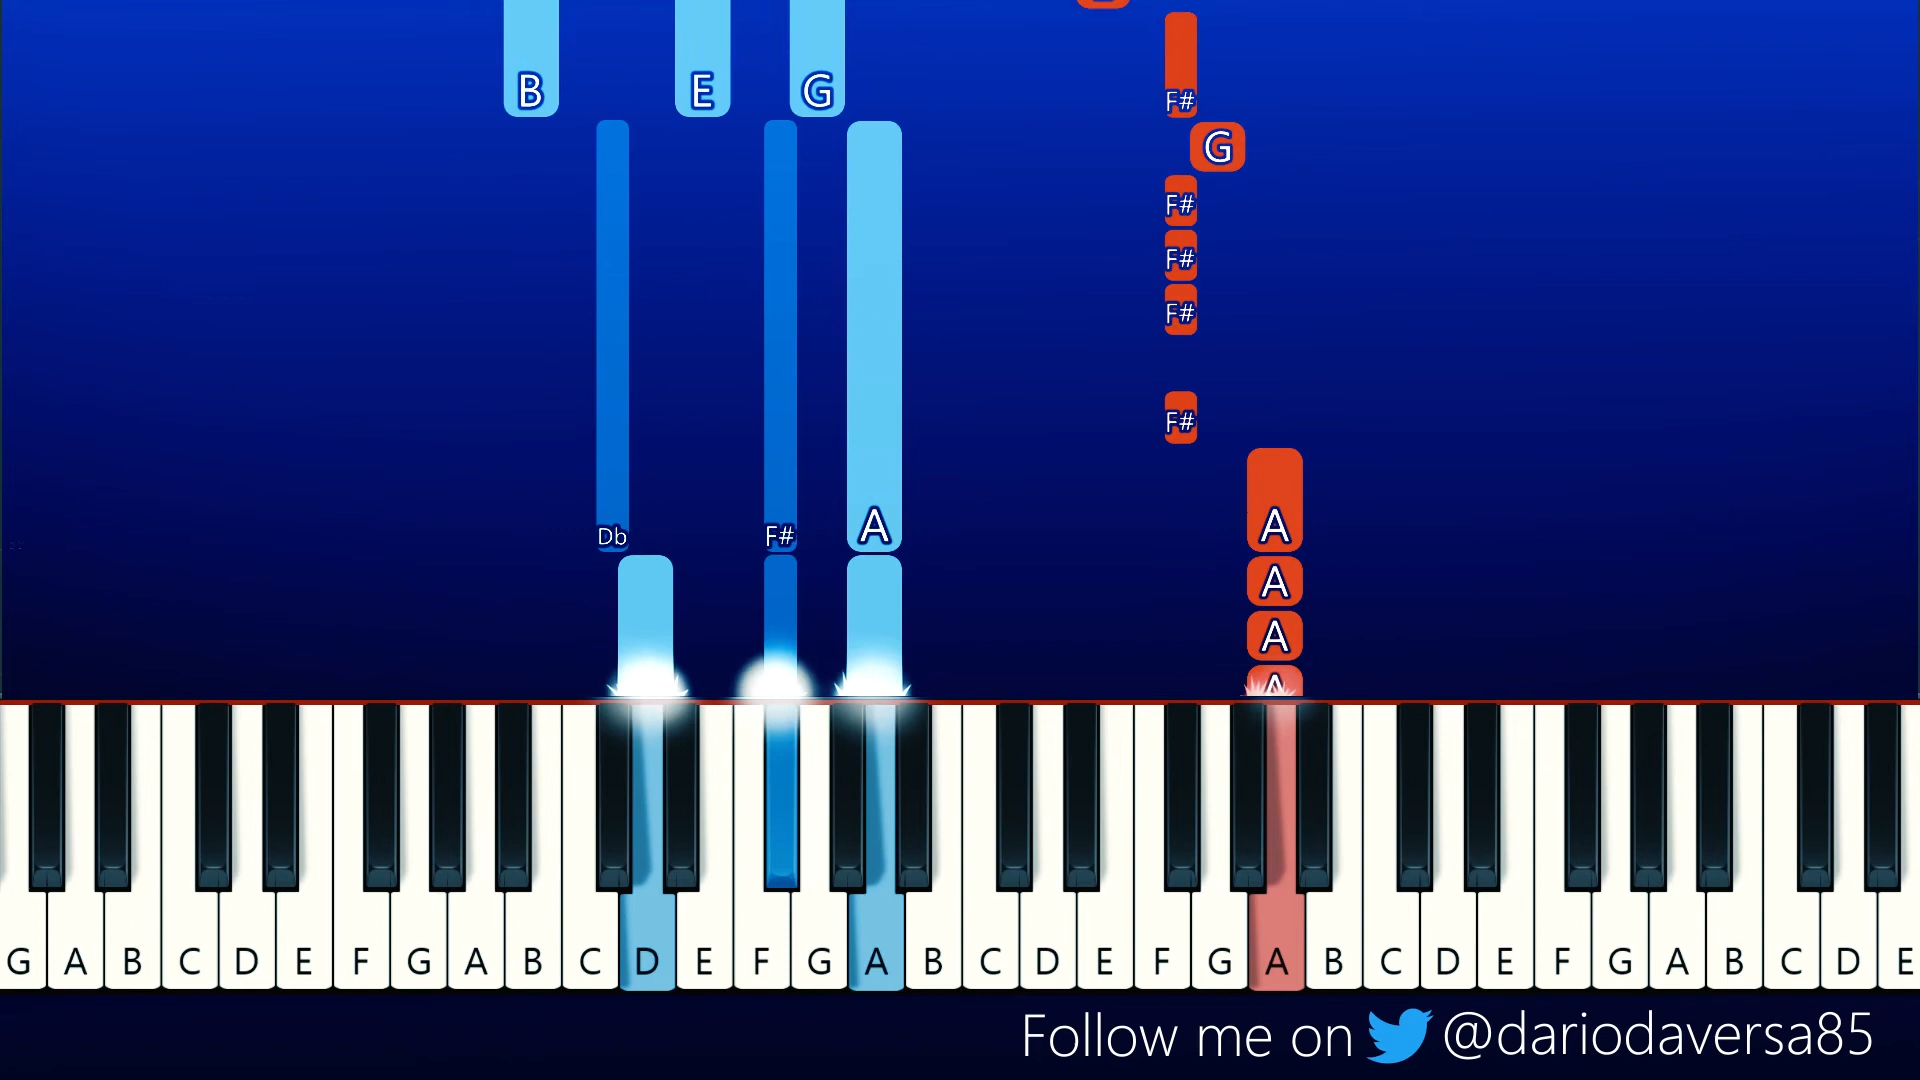 B E G F#
G
F#
F#
F#
F#
Db F# A A
A
A
A
G A B C D E F G A B C D E F G A B C D E F G A B C D E F G A B C D E
Follow me on @dariodaversa85